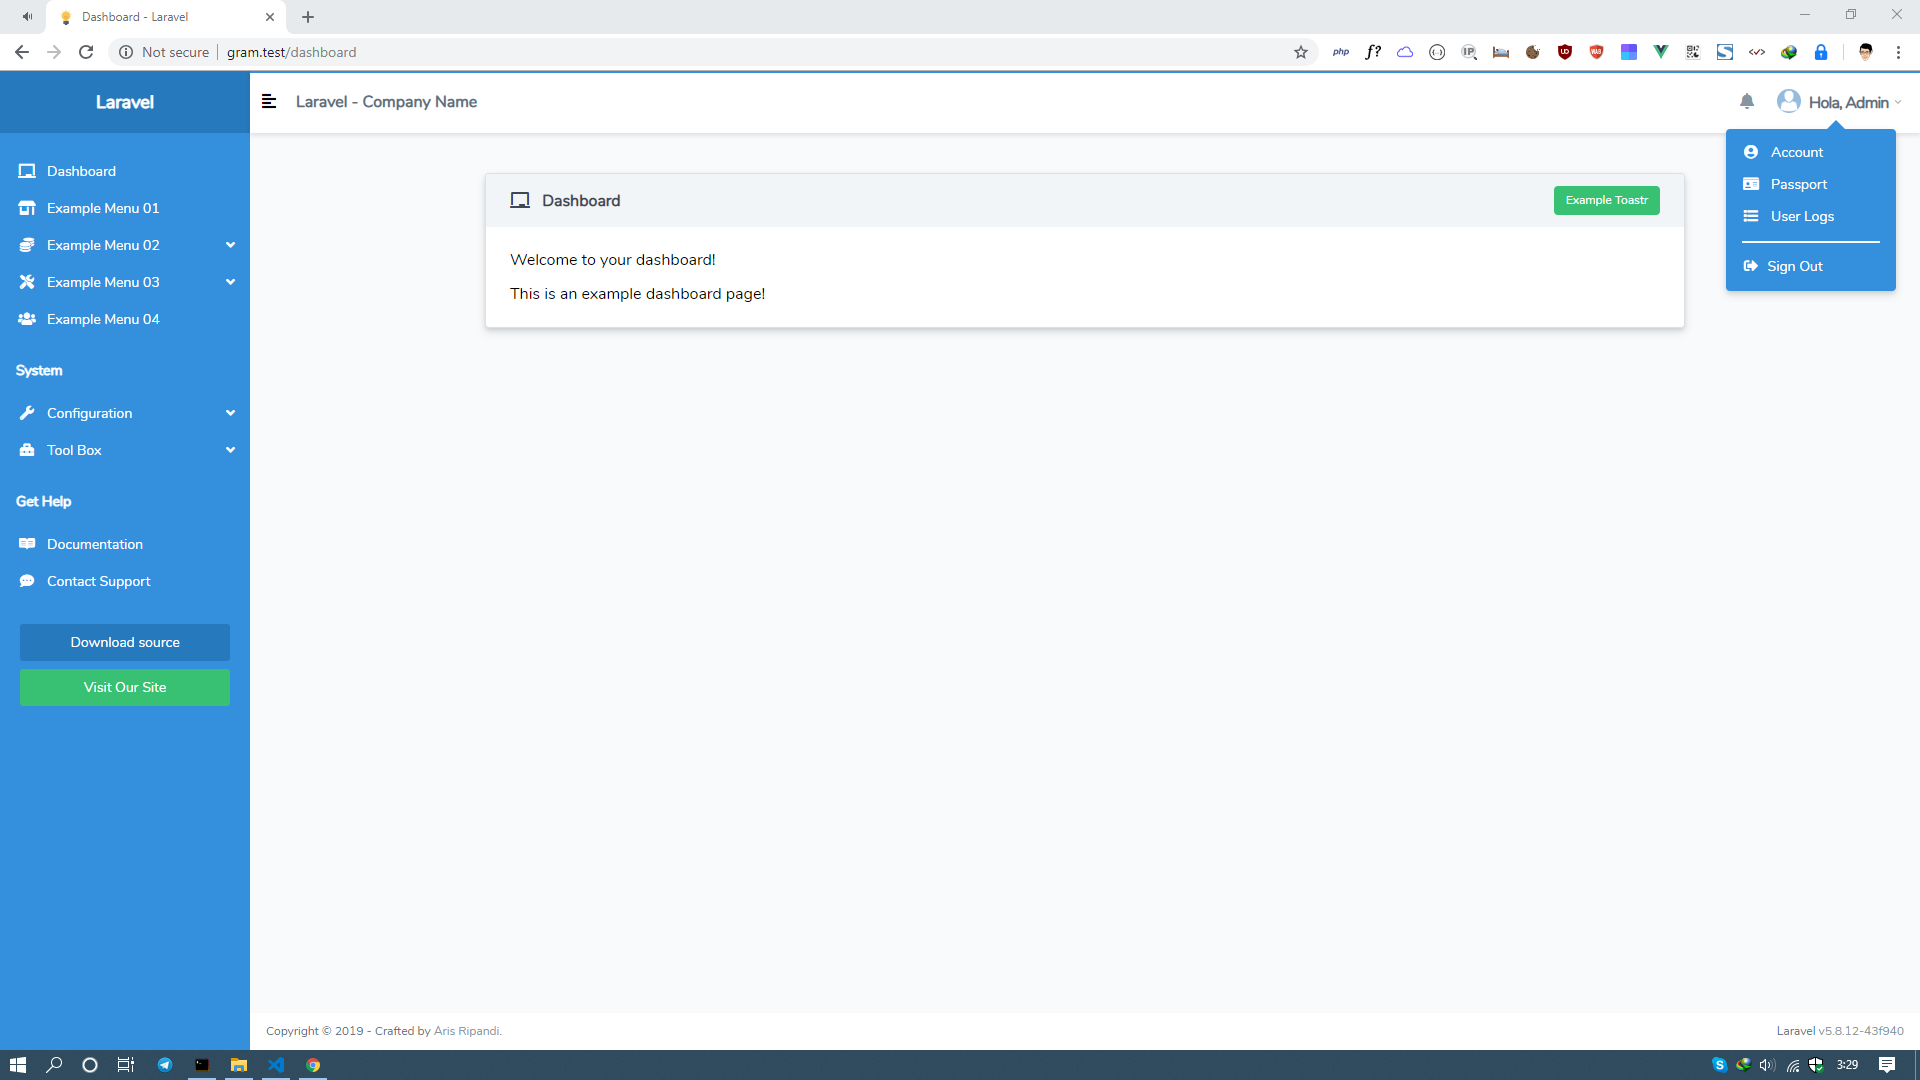 Dashboard - Laravel
Not secure
gram.test/dashboard
php
f?
IP
Laravel
Laravel - Company Name
Hola, Admin
Dashboard
Example Menu 01
Example Menu 02
Example Menu 03
Example Menu 04
System
Configuration
Tool Box
Get Help
Documentation
Contact Support
Download source
Visit Our Site
Dashboard
Example Toastr
Welcome to your dashboard!
This is an example dashboard page!
Account
Passport
User Logs
Sign Out
Copyright © 2019 - Crafted by Aris Ripandi.
Laravel v5.8.12-43f940
3:29